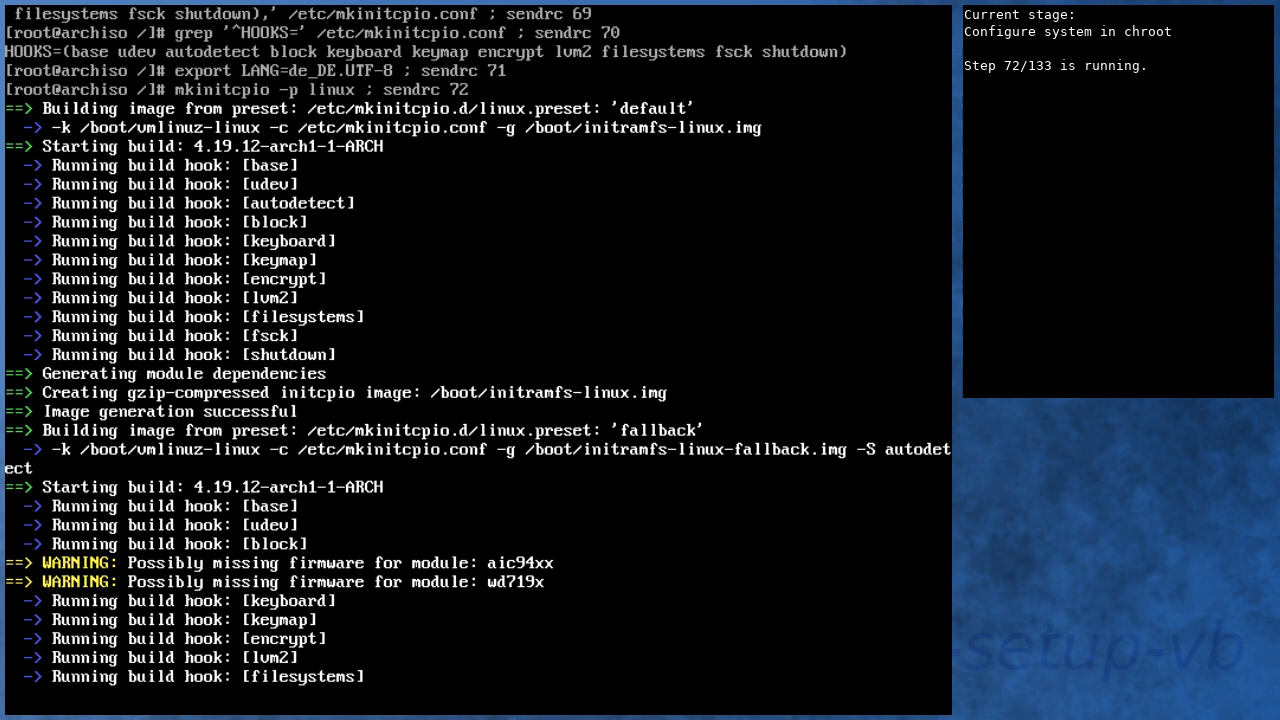 filesystems fsck shutdown),' /etc/mkinitcpio.conf ; sendrc 69
[root@archiso /]# grep '^HOOKS=' /etc/mkinitcpio.conf ; sendrc 70
HOOKS=(base udev autodetect block keyboard keymap encrypt lvm2 filesystems fsck shutdown)
[root@archiso /]# export LANG=de_DE.UTF-8 ; sendrc 71
[root@archiso /]# mkinitcpio -p linux ; sendrc 72
==> Building image from preset: /etc/mkinitcpio.d/linux.preset: 'default'
  -> -k /boot/vmlinuz-linux -c /etc/mkinitcpio.conf -g /boot/initramfs-linux.img
==> Starting build: 4.19.12-arch1-1-ARCH
  -> Running build hook: [base]
  -> Running build hook: [udev]
  -> Running build hook: [autodetect]
  -> Running build hook: [block]
  -> Running build hook: [keyboard]
  -> Running build hook: [keymap]
  -> Running build hook: [encrypt]
  -> Running build hook: [lvm2]
  -> Running build hook: [filesystems]
  -> Running build hook: [fsck]
  -> Running build hook: [shutdown]
==> Generating module dependencies
==> Creating gzip-compressed initcpio image: /boot/initramfs-linux.img
==> Image generation successful
==> Building image from preset: /etc/mkinitcpio.d/linux.preset: 'fallback'
  -> -k /boot/vmlinuz-linux -c /etc/mkinitcpio.conf -g /boot/initramfs-linux-fallback.img -S autodet
ect
==> Starting build: 4.19.12-arch1-1-ARCH
  -> Running build hook: [base]
  -> Running build hook: [udev]
  -> Running build hook: [block]
==> WARNING: Possibly missing firmware for module: aic94xx
==> WARNING: Possibly missing firmware for module: wd719x
  -> Running build hook: [keyboard]
  -> Running build hook: [keymap]
  -> Running build hook: [encrypt]
  -> Running build hook: [lvm2]
  -> Running build hook: [filesystems]
Current stage:
Configure system in chroot
Step 72/133 is running.
-setup-vb